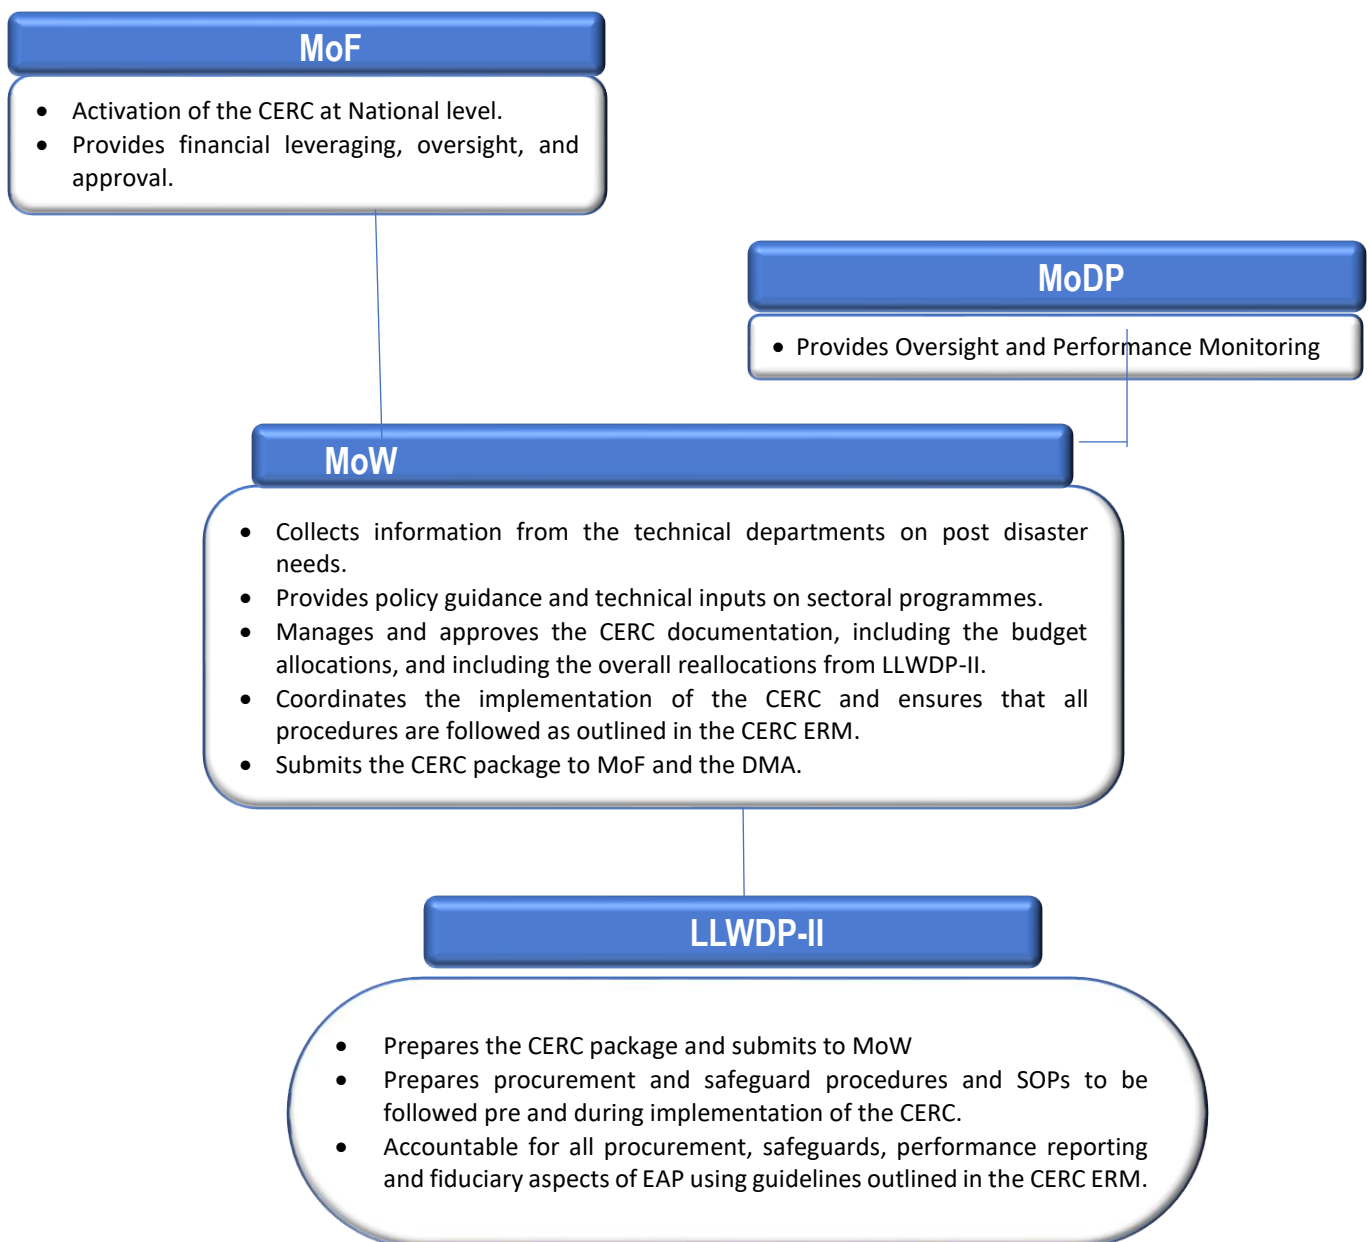 MoF
• Activation of the CERC at National level.
• Provides financial leveraging, oversight, and
approval.
MoDP
• Provides Oversight and Performance Monitoring
MoW
• Collects information from the technical departments on post disaster
needs.
• Provides policy guidance and technical inputs on sectoral programmes.
• Manages and approves the CERC documentation, including the budget
allocations, and including the overall reallocations from LLWDP-II.
• Coordinates the implementation of the CERC and ensures that all
procedures are followed as outlined in the CERC ERM.
• Submits the CERC package to MoF and the DMA.
LLWDP-II
• Prepares the CERC package and submits to MoW
• Prepares procurement and safeguard procedures and SOPs to be
followed pre and during implementation of the CERC.
• Accountable for all procurement, safeguards, performance reporting
and fiduciary aspects of EAP using guidelines outlined in the CERC ERM.